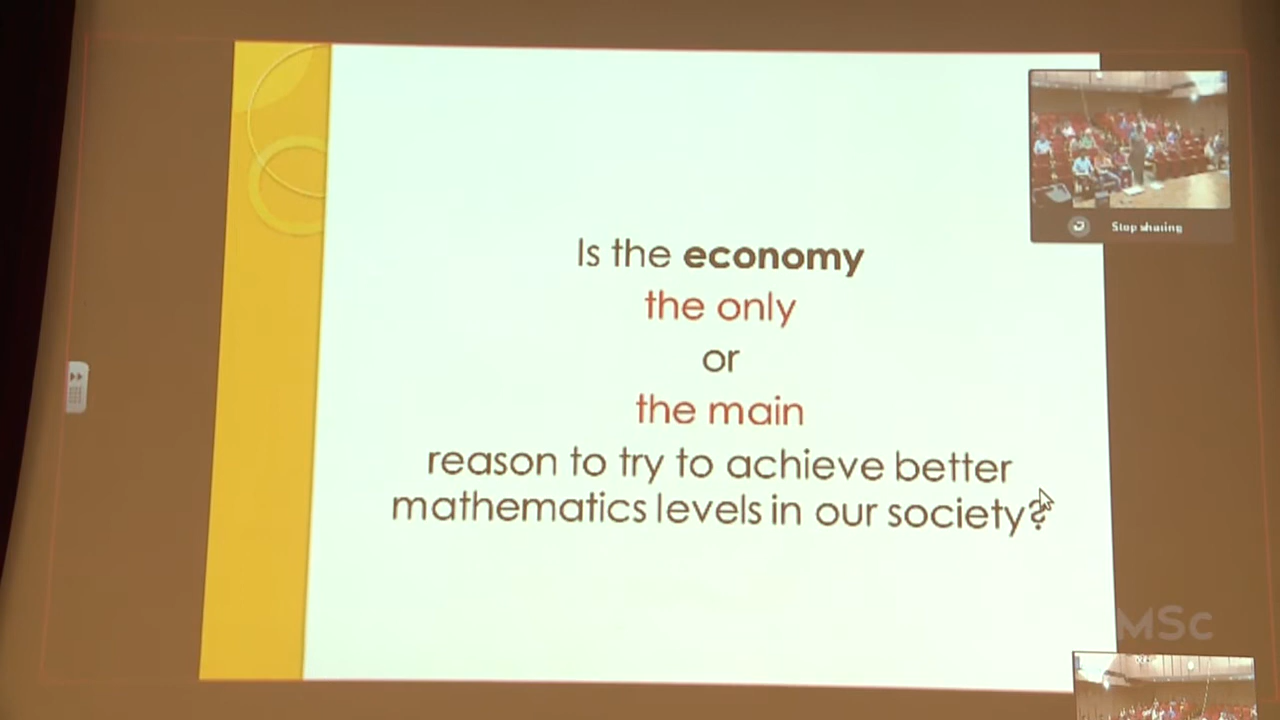 Is the economy
the only
or
the main
reason to try to achieve better
mathematics levels in our society?
Stop sharing
MSc